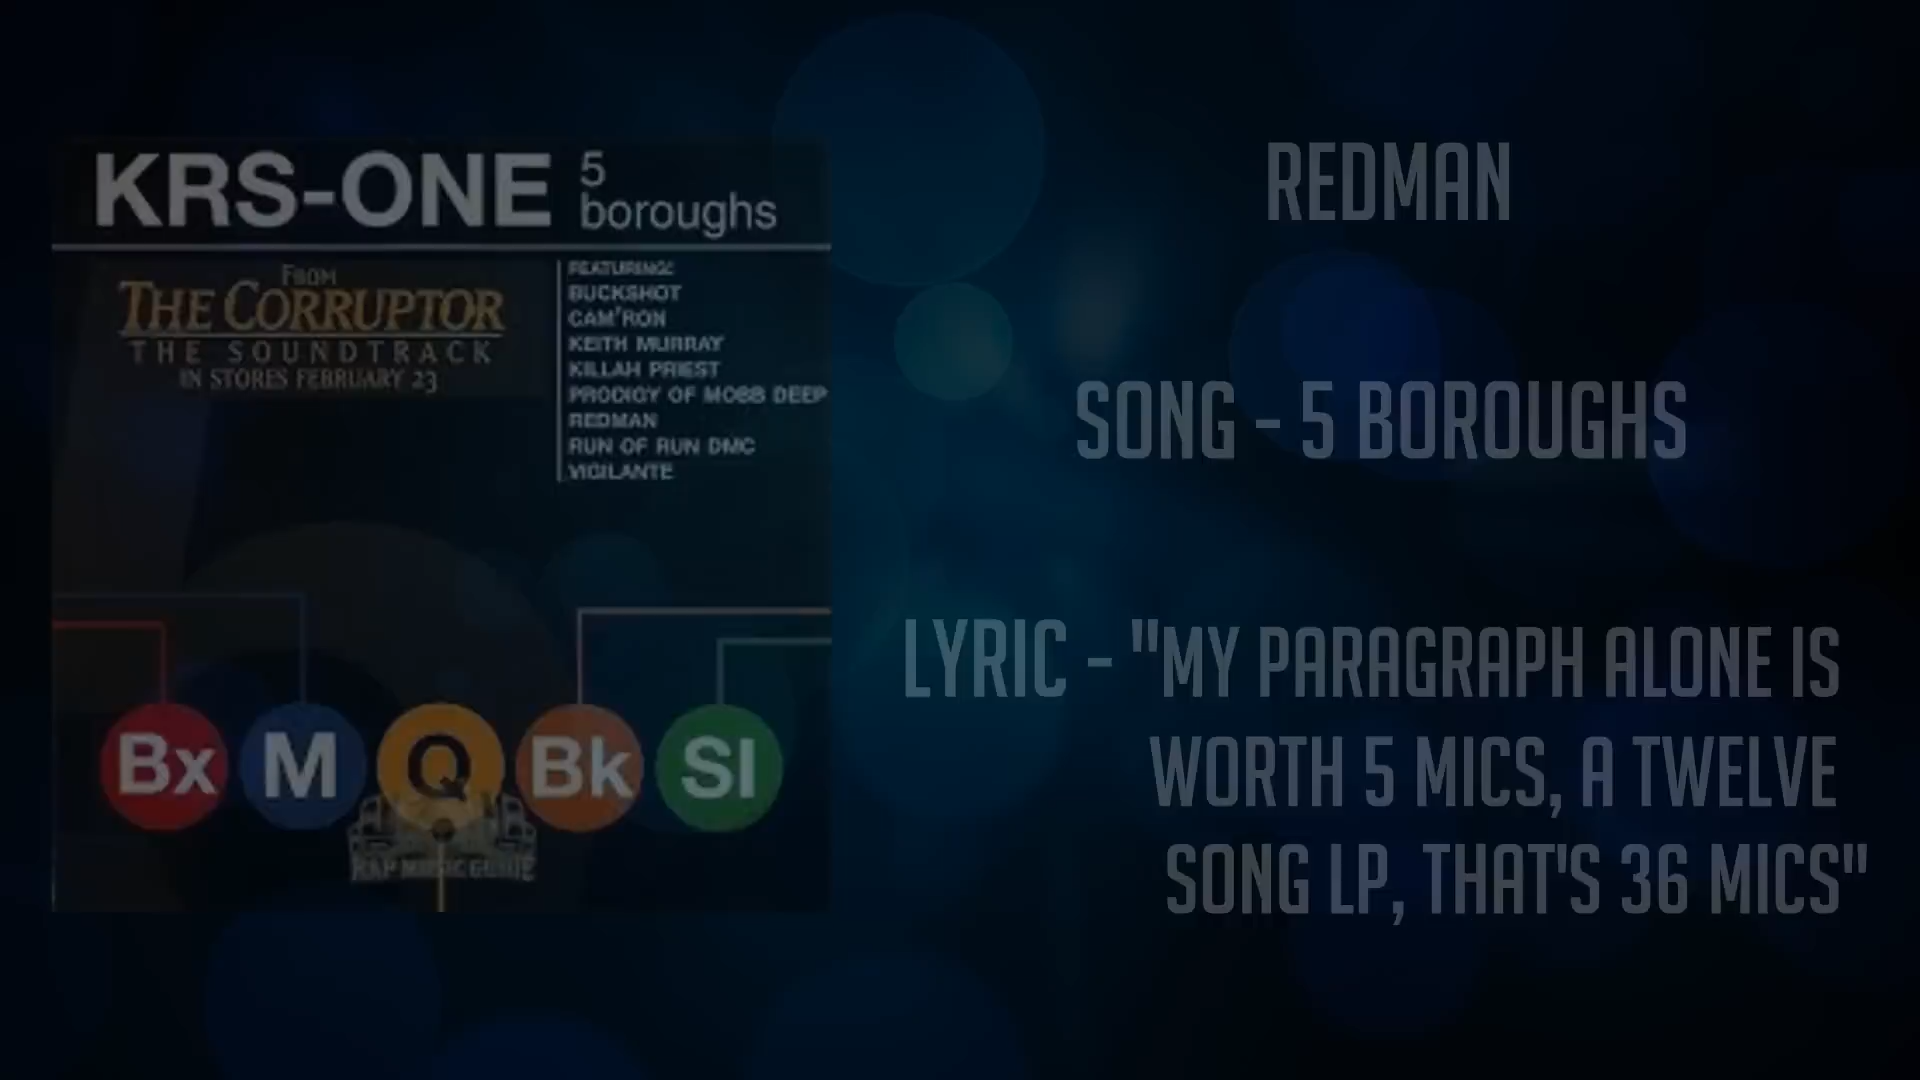 KRS-ONE 5 boroughs
FROM
THE CORRUPTOR
THE SOUNDTRACK
IN STORES FEBRUARY 23
FEATURING:
BUCKSHOT
CAM'RON
KEITH MURRAY
KILLAH PRIEST
PRODIGY OF MOBB DEEP
REDMAN
RUN OF RUN DMC
VIGILANTE
Bx M Q Bk SI
RAP MUSIC GUIDE
REDMAN
SONG - 5 BOROUGHS
LYRIC - "MY PARAGRAPH ALONE IS
WORTH 5 MICS, A TWELVE
SONG LP, THAT'S 36 MICS"